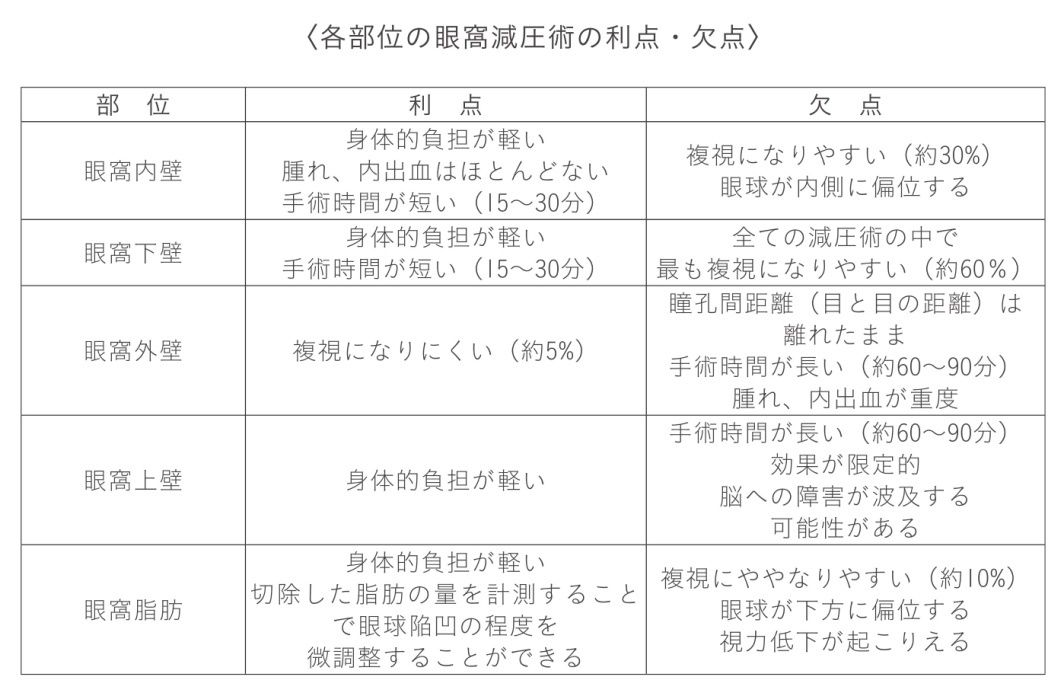 〈各部位の眼窩減圧術の利点・欠点〉
部　位
利　点
欠　点
眼窩内壁
身体的負担が軽い
腫れ、内出血はほとんどない
手術時間が短い（15〜30分）
複視になりやすい（約30%）
眼球が内側に偏位する
眼窩下壁
身体的負担が軽い
手術時間が短い（15〜30分）
全ての減圧術の中で
最も複視になりやすい（約60％）
眼窩外壁
複視になりにくい（約5%）
瞳孔間距離（目と目の距離）は
離れたまま
手術時間が長い（約60〜90分）
腫れ、内出血が重度
眼窩上壁
身体的負担が軽い
手術時間が長い（約60〜90分）
効果が限定的
脳への障害が波及する
可能性がある
眼窩脂肪
身体的負担が軽い
切除した脂肪の量を計測すること
で眼球陥凹の程度を
微調整することができる
複視にややなりやすい（約10%）
眼球が下方に偏位する
視力低下が起こりえる